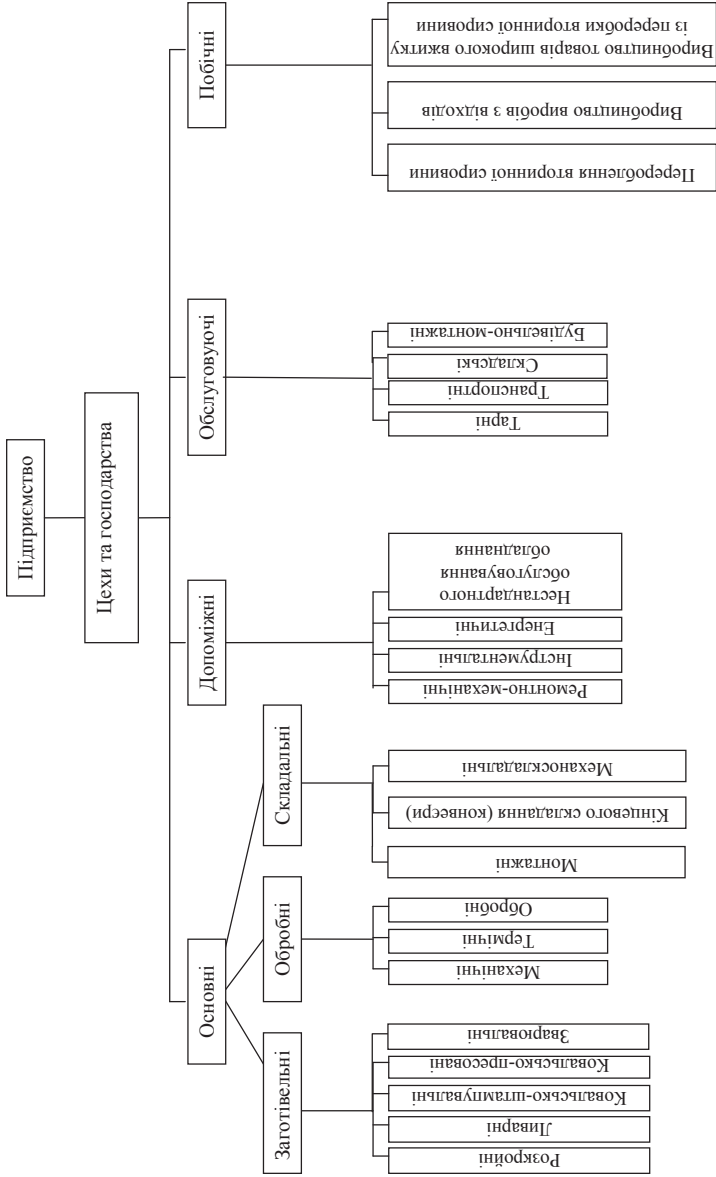 Підприємство
Цехи та господарства
Основні
Допоміжні
Обслуговуючі
Побічні
Заготівельні
Обробні
Складальні
Розкройні
Ливарні
Ковальсько-штампувальні
Ковальсько-пресовані
Зварювальні
Механічні
Термічні
Обробні
Монтажні
Кінцевого складання (конвеєри)
Механоскладальні
Ремонтно-механічні
Інструментальні
Енергетичні
Нестандартного
обслуговування
обладнання
Тарні
Транспортні
Складські
Будівельно-монтажні
Перероблення вторинної сировини
Виробництво виробів з відходів
Виробництво товарів широкого вжитку
із переробки вторинної сировини